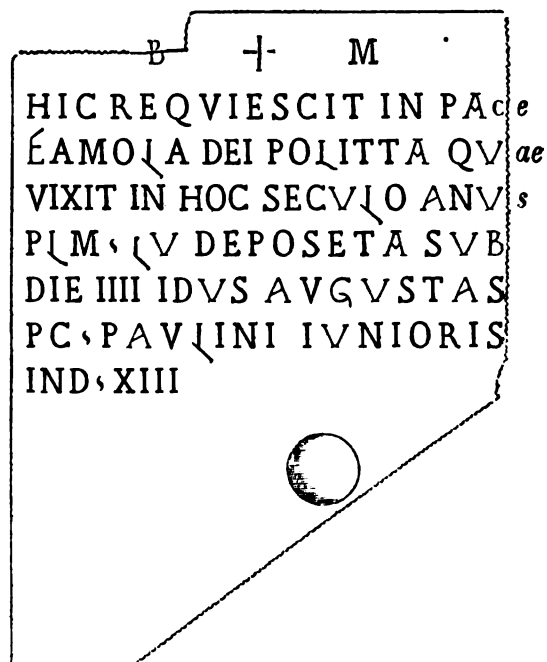 B + M
HIC REQVIESCIT IN PACe
EAMOLA DEI POLITTA QVae
VIXIT IN HOC SECVLO ANVs
PLM LV DEPOSETA SVB
DIE IIII IDVS AVGVSTAS
PC PAVLINI IVNIORIS
IND XIII